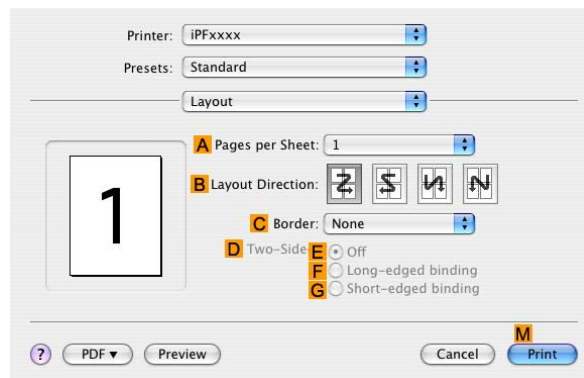 Printer: iPFxxxx
Presets: Standard
Layout
A Pages per Sheet: 1
1
B Layout Direction:
C Border: None
D Two-Side E Off
F Long-edged binding
G Short-edged binding
M
? PDF▼ Preview Cancel Print